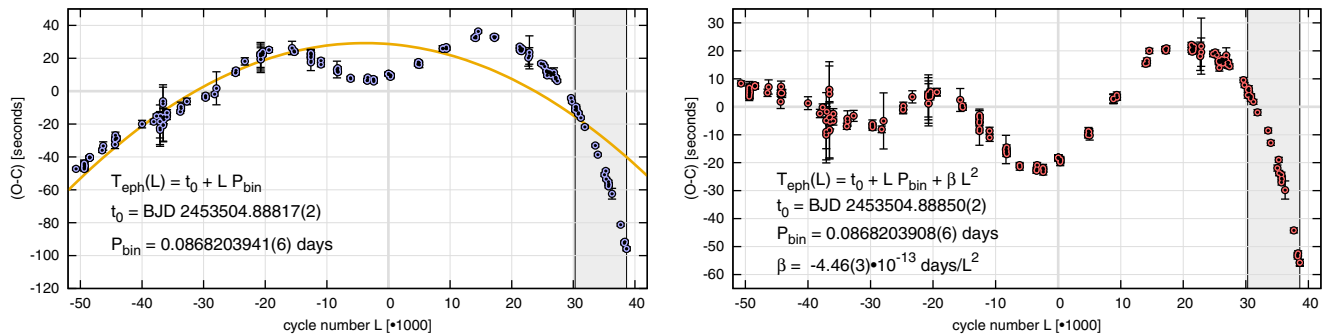 (O-C) [seconds]
40
20
0
-20
-40
-60
-80
-100
-120
T_eph(L) = t_0 + L P_bin
t_0 = BJD 2453504.88817(2)
P_bin = 0.0868203941(6) days
-50 -40 -30 -20 -10 0 10 20 30 40
cycle number L [•1000]
(O-C) [seconds]
30
20
10
0
-10
-20
-30
-40
-50
-60
T_eph(L) = t_0 + L P_bin + β L^2
t_0 = BJD 2453504.88850(2)
P_bin = 0.0868203908(6) days
β = -4.46(3)•10^-13 days/L^2
-50 -40 -30 -20 -10 0 10 20 30 40
cycle number L [•1000]